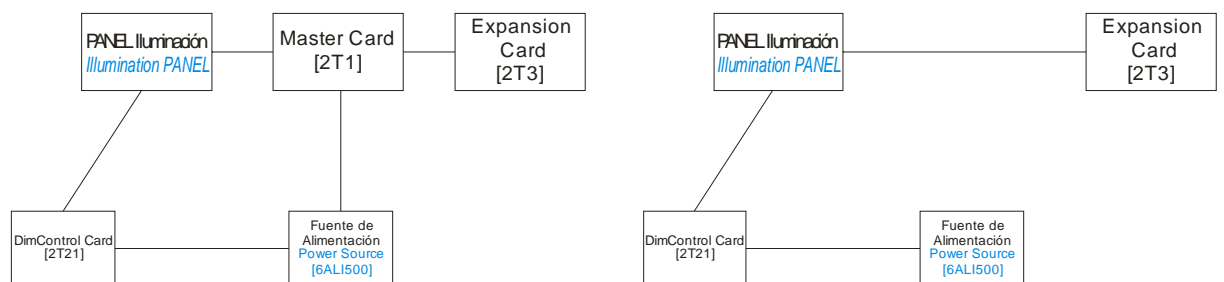 PANEL Iluminación
Illumination PANEL
Master Card
[2T1]
Expansion
Card
[2T3]
DimControl Card
[2T21]
Fuente de
Alimentación
Power Source
[6ALI500]
PANEL Iluminación
Illumination PANEL
Expansion
Card
[2T3]
DimControl Card
[2T21]
Fuente de
Alimentación
Power Source
[6ALI500]